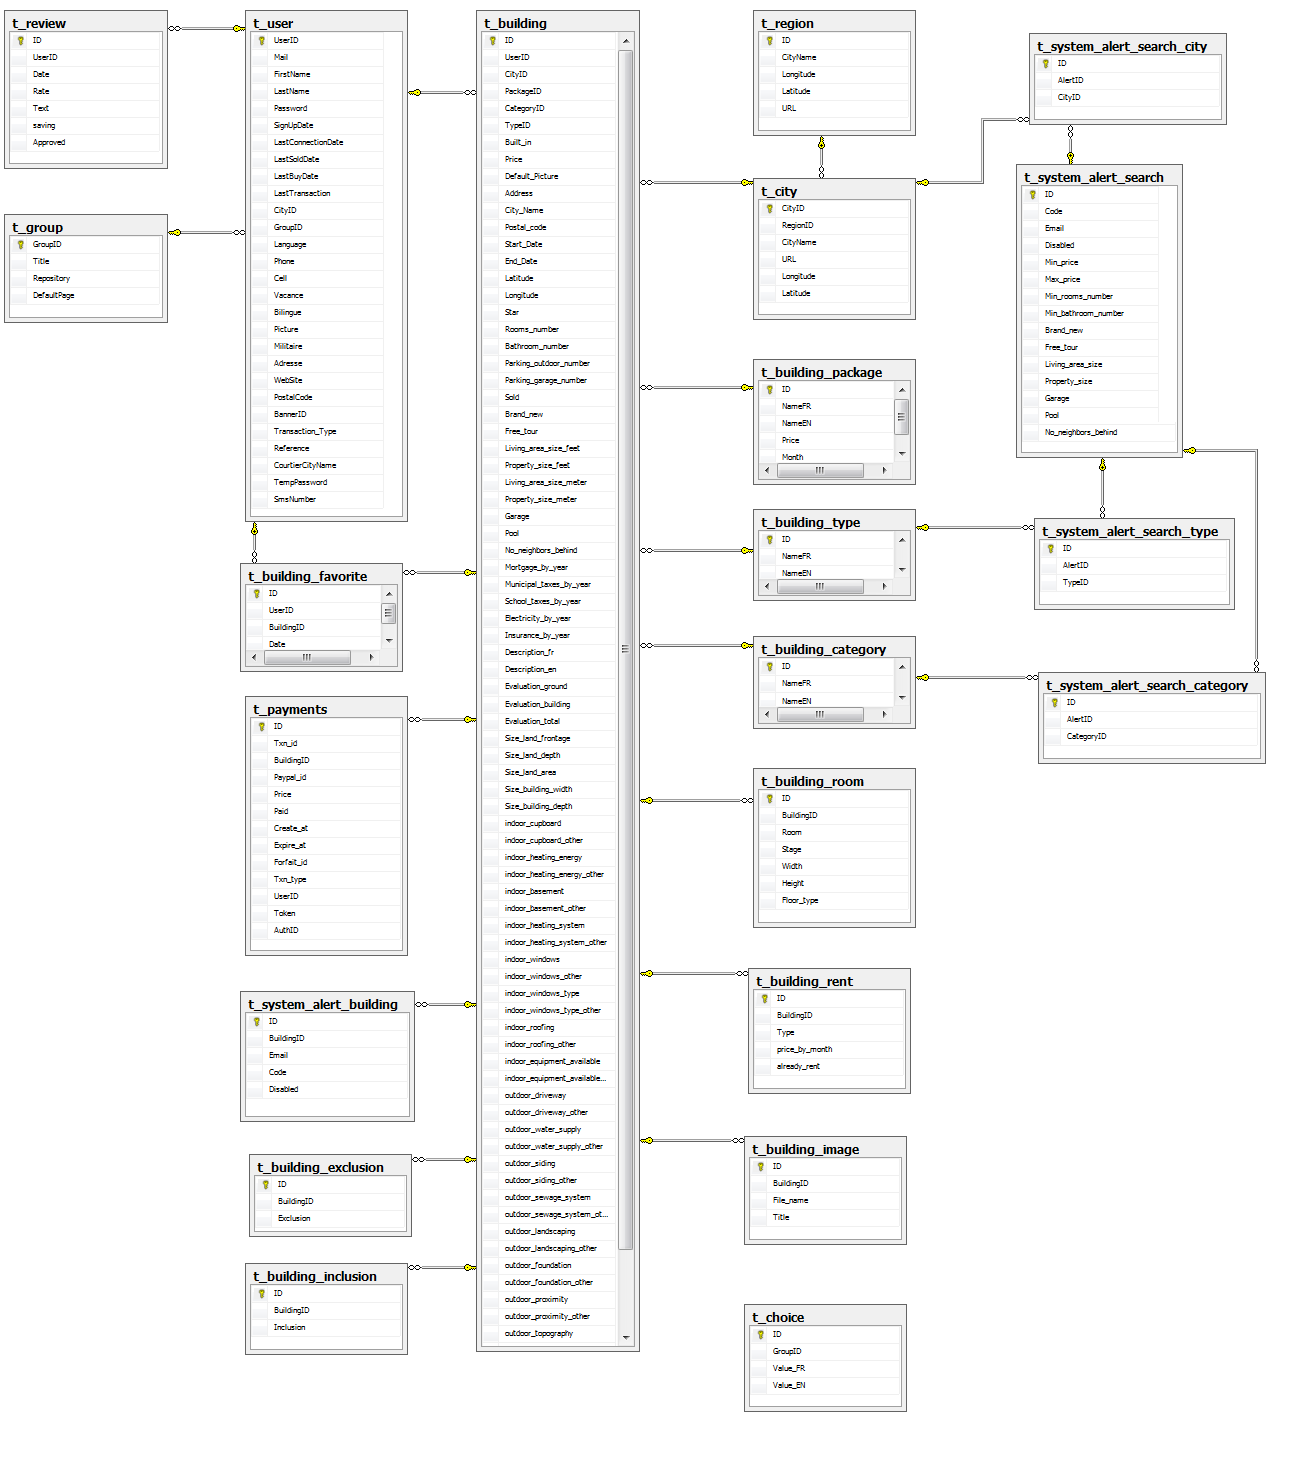 t_review
ID
UserID
Date
Rate
Text
saving
Approved
t_group
GroupID
Title
Repository
DefaultPage
t_user
UserID
Mail
FirstName
LastName
Password
SignUpDate
LastConnectionDate
LastSoldDate
LastBuyDate
LastTransaction
CityID
GroupID
Language
Phone
Cell
Vacance
Bilingue
Picture
Militaire
Adresse
WebSite
PostalCode
BannerID
Transaction_Type
Reference
CourtierCityName
TempPassword
SmsNumber
t_building_favorite
ID
UserID
BuildingID
Date
t_payments
ID
Txn_id
BuildingID
Paypal_id
Price
Paid
Create_at
Expire_at
Forfait_id
Txn_type
UserID
Token
AuthID
t_system_alert_building
ID
BuildingID
Email
Code
Disabled
t_building_exclusion
ID
BuildingID
Exclusion
t_building_inclusion
ID
BuildingID
Inclusion
t_building
ID
UserID
CityID
PackageID
CategoryID
TypeID
Built_in
Price
Default_Picture
Address
City_Name
Postal_code
Start_Date
End_Date
Latitude
Longitude
Star
Rooms_number
Bathroom_number
Parking_outdoor_number
Parking_garage_number
Sold
Brand_new
Free_tour
Living_area_size_feet
Property_size_feet
Living_area_size_meter
Property_size_meter
Garage
Pool
No_neighbors_behind
Mortgage_by_year
Municipal_taxes_by_year
School_taxes_by_year
Electricity_by_year
Insurance_by_year
Description_fr
Description_en
Evaluation_ground
Evaluation_building
Evaluation_total
Size_land_frontage
Size_land_depth
Size_land_area
Size_building_width
Size_building_depth
indoor_cupboard
indoor_cupboard_other
indoor_heating_energy
indoor_heating_energy_other
indoor_basement
indoor_basement_other
indoor_heating_system
indoor_heating_system_other
indoor_windows
indoor_windows_other
indoor_windows_type
indoor_windows_type_other
indoor_roofing
indoor_roofing_other
indoor_equipment_available
indoor_equipment_available...
outdoor_driveway
outdoor_driveway_other
outdoor_water_supply
outdoor_water_supply_other
outdoor_siding
outdoor_siding_other
outdoor_sewage_system
outdoor_sewage_system_ot...
outdoor_landscaping
outdoor_landscaping_other
outdoor_foundation
outdoor_foundation_other
outdoor_proximity
outdoor_proximity_other
outdoor_topography
t_region
ID
CityName
Longitude
Latitude
URL
t_city
CityID
RegionID
CityName
URL
Longitude
Latitude
t_building_package
ID
NameFR
NameEN
Price
Month
t_building_type
ID
NameFR
NameEN
t_building_category
ID
NameFR
NameEN
t_building_room
ID
BuildingID
Room
Stage
Width
Height
Floor_type
t_building_rent
ID
BuildingID
Type
price_by_month
already_rent
t_building_image
ID
BuildingID
File_name
Title
t_choice
ID
GroupID
Value_FR
Value_EN
t_system_alert_search_city
ID
AlertID
CityID
t_system_alert_search
ID
Code
Email
Disabled
Min_price
Max_price
Min_rooms_number
Min_bathroom_number
Brand_new
Free_tour
Living_area_size
Property_size
Garage
Pool
No_neighbors_behind
t_system_alert_search_type
ID
AlertID
TypeID
t_system_alert_search_category
ID
AlertID
CategoryID